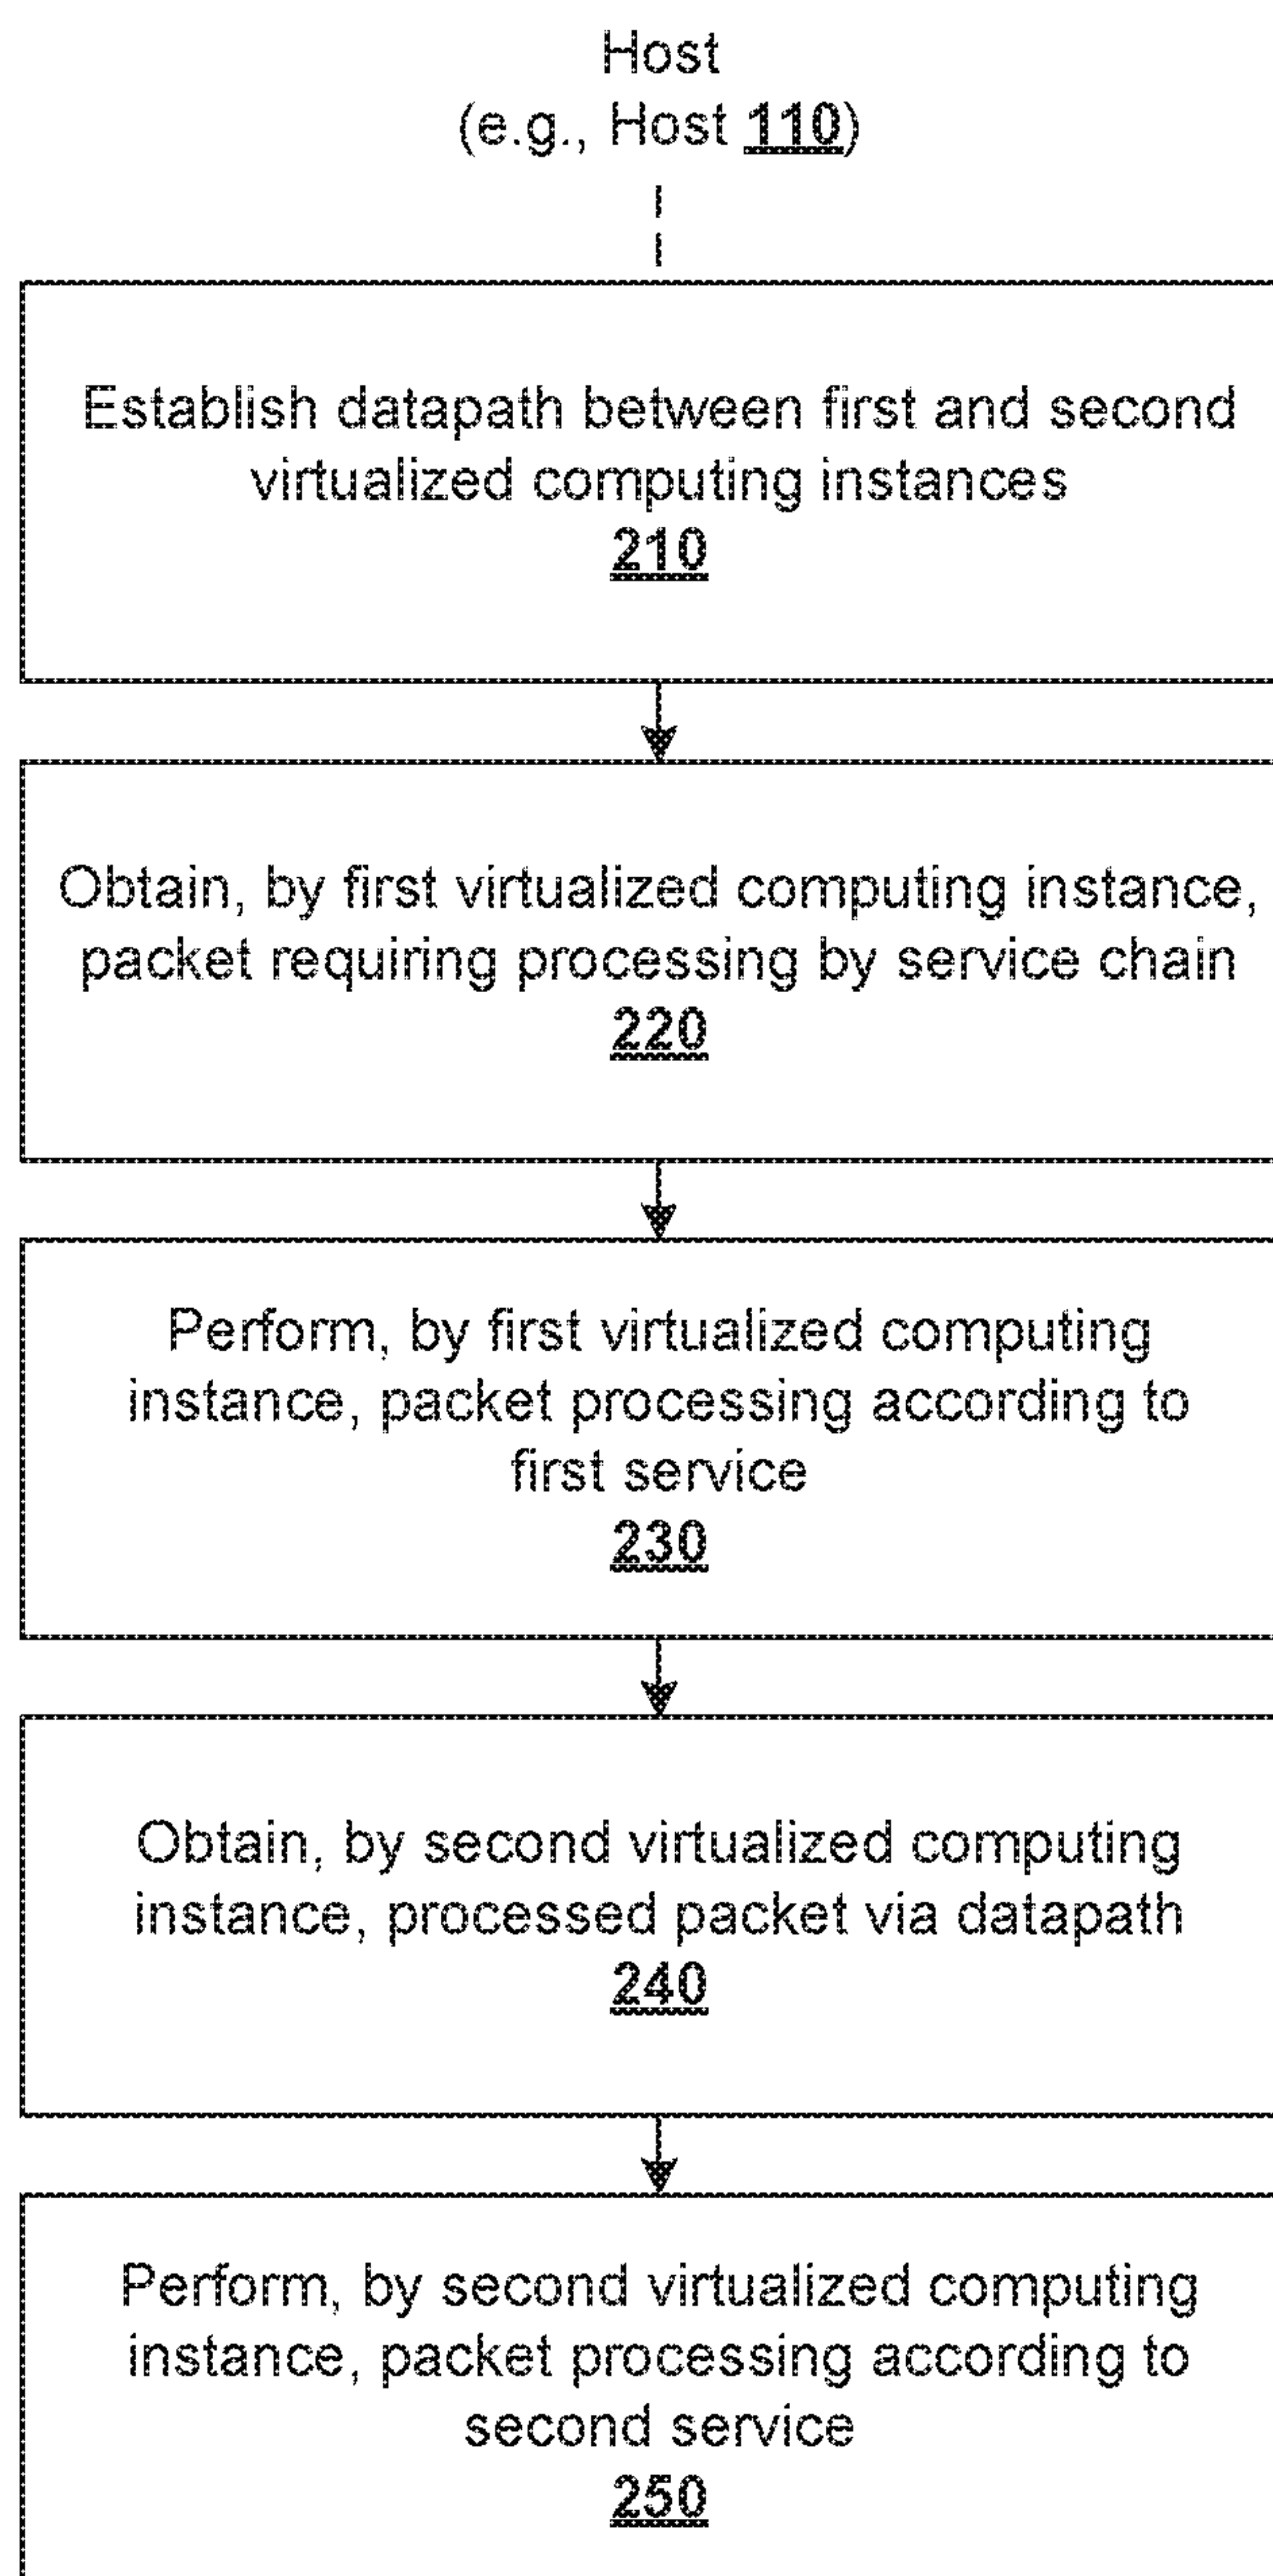 Host
(e.g., Host 110)
Establish datapath between first and second
virtualized computing instances
210
Obtain, by first virtualized computing instance,
packet requiring processing by service chain
220
Perform, by first virtualized computing
instance, packet processing according to
first service
230
Obtain, by second virtualized computing
instance, processed packet via datapath
240
Perform, by second virtualized computing
instance, packet processing according to
second service
250